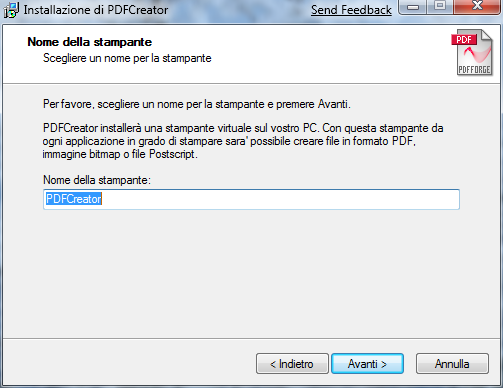 Installazione di PDFCreator
Send Feedback
Nome della stampante
Scegliere un nome per la stampante
PDF
PDFFORGE
Per favore, scegliere un nome per la stampante e premere Avanti.
PDFCreator installerà una stampante virtuale sul vostro PC. Con questa stampante da
ogni applicazione in grado di stampare sara' possibile creare file in formato PDF,
immagine bitmap o file Postscript.
Nome della stampante:
PDFCreator
< Indietro
Avanti >
Annulla